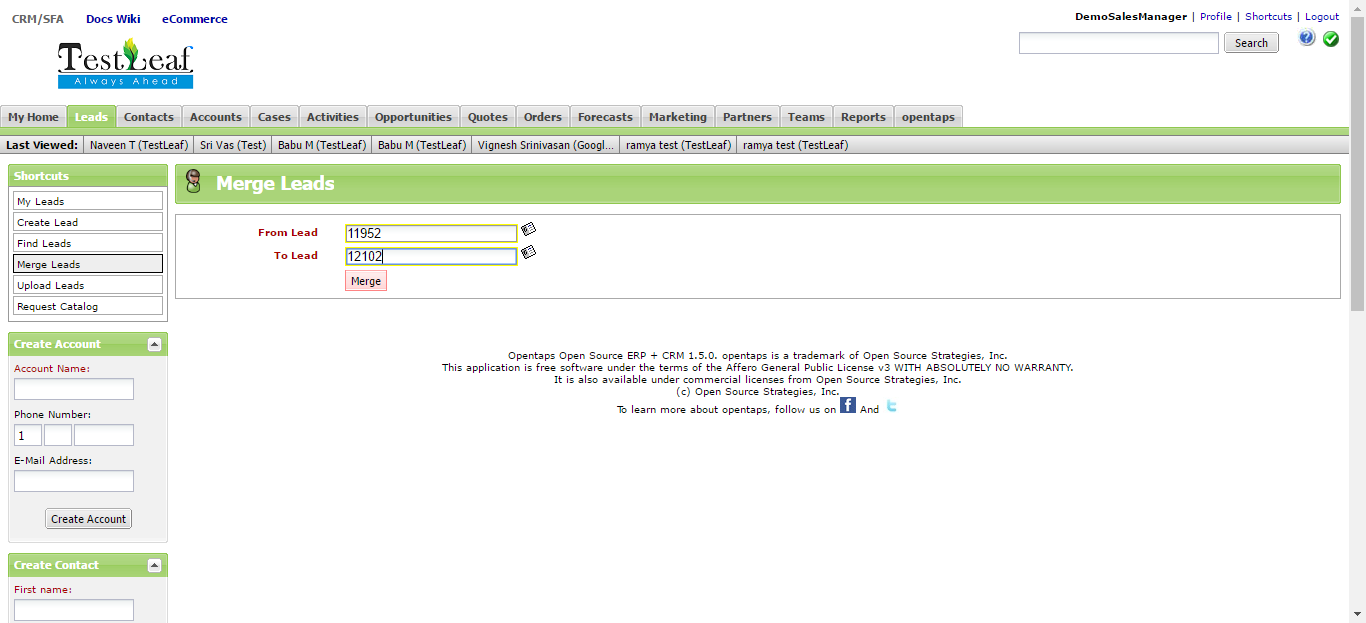 CRM/SFA Docs Wiki eCommerce
DemoSalesManager | Profile | Shortcuts | Logout
Search
TestLeaf
Always Ahead
My Home Leads Contacts Accounts Cases Activities Opportunities Quotes Orders Forecasts Marketing Partners Teams Reports opentaps
Last Viewed: Naveen T (TestLeaf) Sri Vas (Test) Babu M (TestLeaf) Babu M (TestLeaf) Vignesh Srinivasan (Googl... ramya test (TestLeaf) ramya test (TestLeaf)
Shortcuts
My Leads
Create Lead
Find Leads
Merge Leads
Upload Leads
Request Catalog
Merge Leads
From Lead 11952
To Lead 12102
Merge
Create Account
Account Name:
Phone Number:
1
E-Mail Address:
Create Account
Create Contact
First name:
Opentaps Open Source ERP + CRM 1.5.0. opentaps is a trademark of Open Source Strategies, Inc.
This application is free software under the terms of the Affero General Public License v3 WITH ABSOLUTELY NO WARRANTY.
It is also available under commercial licenses from Open Source Strategies, Inc.
(c) Open Source Strategies, Inc.
To learn more about opentaps, follow us on f And t